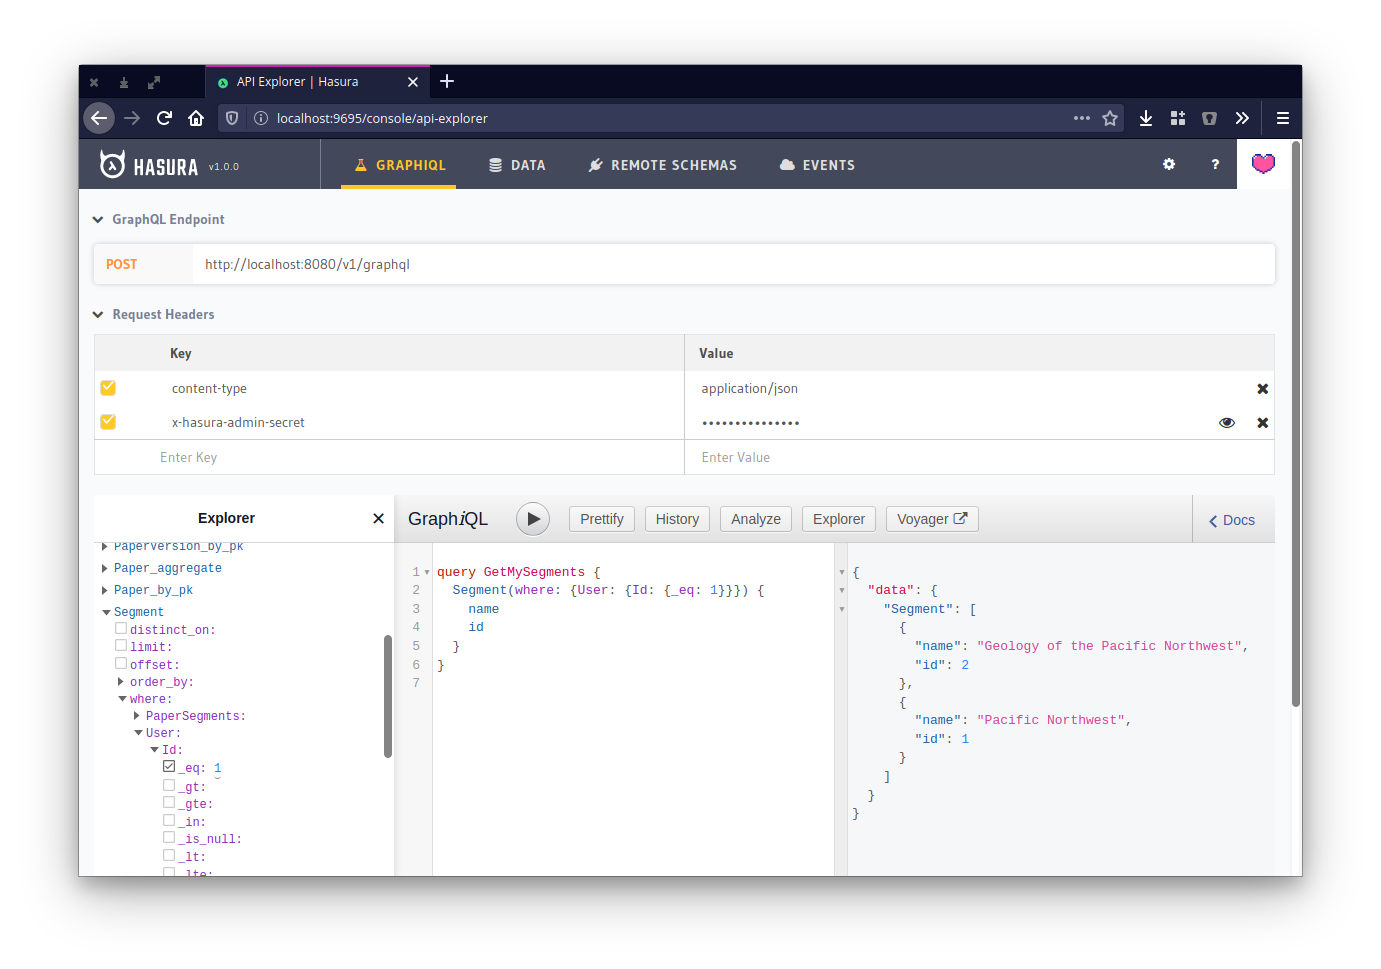 API Explorer | Hasura
localhost:9695/console/api-explorer
HASURA v1.0.0 GRAPHIQL DATA REMOTE SCHEMAS EVENTS ?
GraphQL Endpoint
POST http://localhost:8080/v1/graphql
Request Headers
Key Value
content-type application/json
x-hasura-admin-secret •••••••••••••••
Enter Key Enter Value
Explorer
GraphiQL Prettify History Analyze Explorer Voyager Docs
PaperVersion_by_pk
Paper_aggregate
Paper_by_pk
Segment
distinct_on:
limit:
offset:
order_by:
where:
PaperSegments:
User:
Id:
_eq: 1
_gt:
_gte:
_in:
_is_null:
_lt:
_lte:
1 query GetMySegments {
2 Segment(where: {User: {Id: {_eq: 1}}}) {
3 name
4 id
5 }
6 }
7
{
"data": {
"Segment": [
{
"name": "Geology of the Pacific Northwest",
"id": 2
},
{
"name": "Pacific Northwest",
"id": 1
}
]
}
}